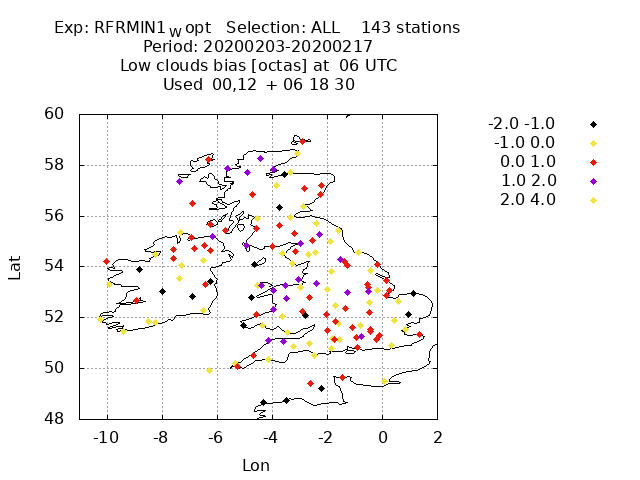 Exp: RFRMIN1_W opt Selection: ALL 143 stations
Period: 20200203-20200217
Low clouds bias [octas] at 06 UTC
Used 00,12 + 06 18 30
60
58
56
54
52
50
48
-10 -8 -6 -4 -2 0 2
Lat
Lon
-2.0 -1.0
-1.0 0.0
0.0 1.0
1.0 2.0
2.0 4.0